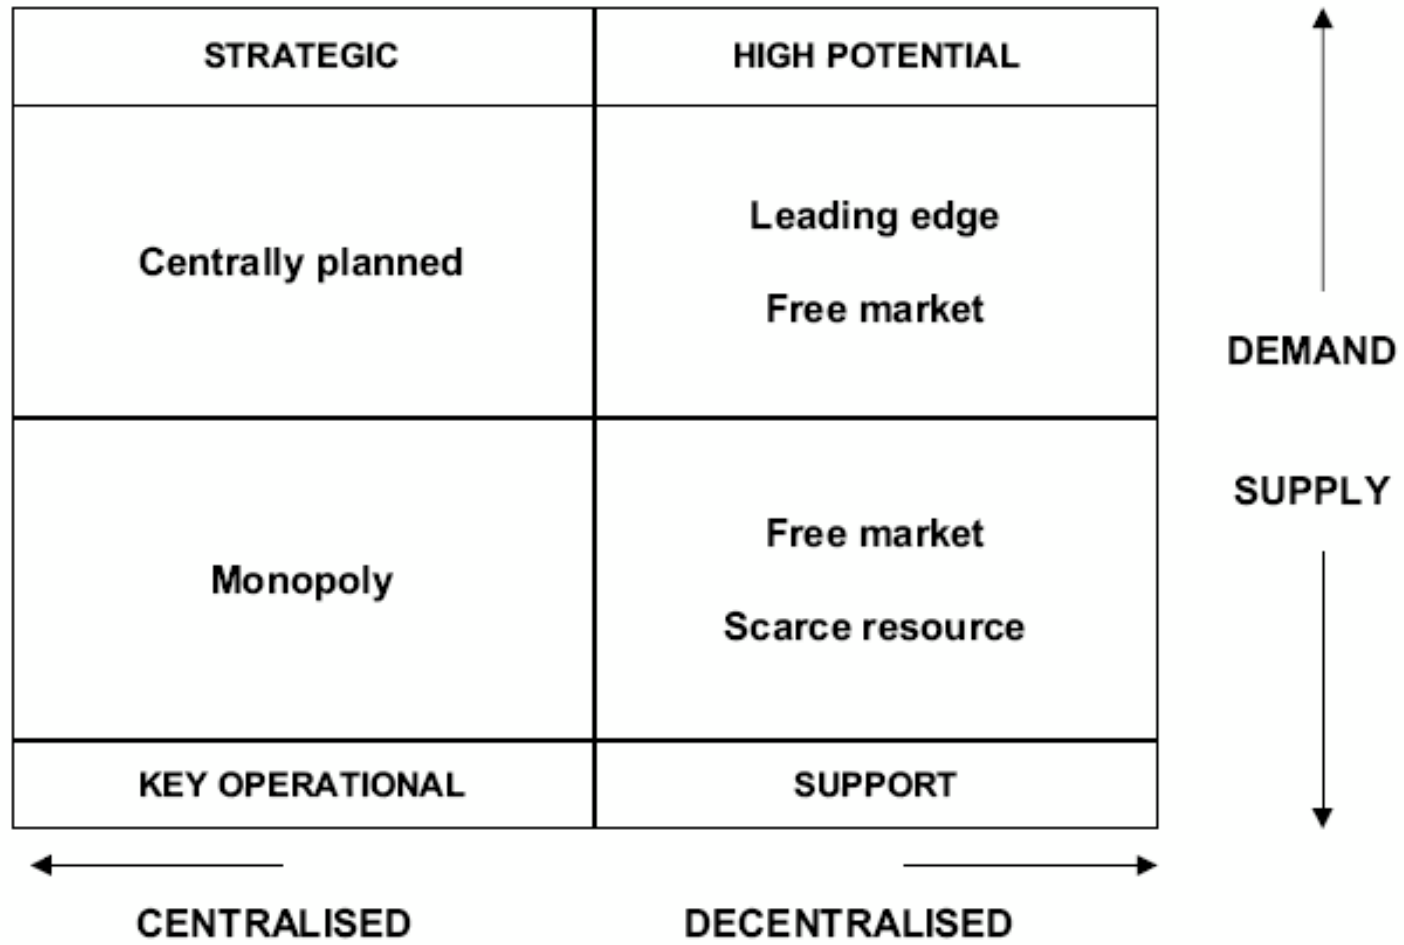 STRATEGIC
HIGH POTENTIAL
Centrally planned
Leading edge
Free market
DEMAND
SUPPLY
Monopoly
Free market
Scarce resource
KEY OPERATIONAL
SUPPORT
CENTRALISED
DECENTRALISED